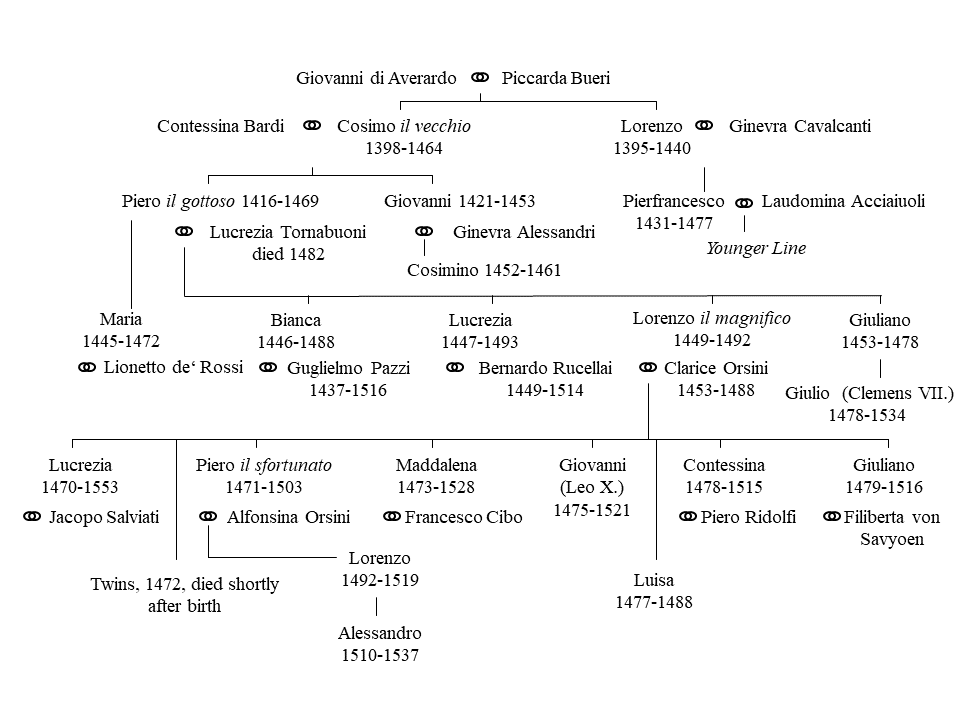 Giovanni di Averardo ⚭ Piccarda Bueri
Contessina Bardi ⚭ Cosimo il vecchio
1398-1464
Lorenzo ⚭ Ginevra Cavalcanti
1395-1440
Piero il gottoso 1416-1469
⚭ Lucrezia Tornabuoni
died 1482
Giovanni 1421-1453
⚭ Ginevra Alessandri
Cosimino 1452-1461
Pierfrancesco ⚭ Laudomina Acciaiuoli
1431-1477
Younger Line
Maria
1445-1472
⚭ Lionetto de‘ Rossi
Bianca
1446-1488
⚭ Guglielmo Pazzi
1437-1516
Lucrezia
1447-1493
⚭ Bernardo Rucellai
1449-1514
Lorenzo il magnifico
1449-1492
⚭ Clarice Orsini
1453-1488
Giuliano
1453-1478
Giulio (Clemens VII.)
1478-1534
Lucrezia
1470-1553
⚭ Jacopo Salviati
Twins, 1472, died shortly
after birth
Piero il sfortunato
1471-1503
⚭ Alfonsina Orsini
Lorenzo
1492-1519
Alessandro
1510-1537
Maddalena
1473-1528
⚭ Francesco Cibo
Giovanni
(Leo X.)
1475-1521
Luisa
1477-1488
Contessina
1478-1515
⚭ Piero Ridolfi
Giuliano
1479-1516
⚭ Filiberta von
Savyoen